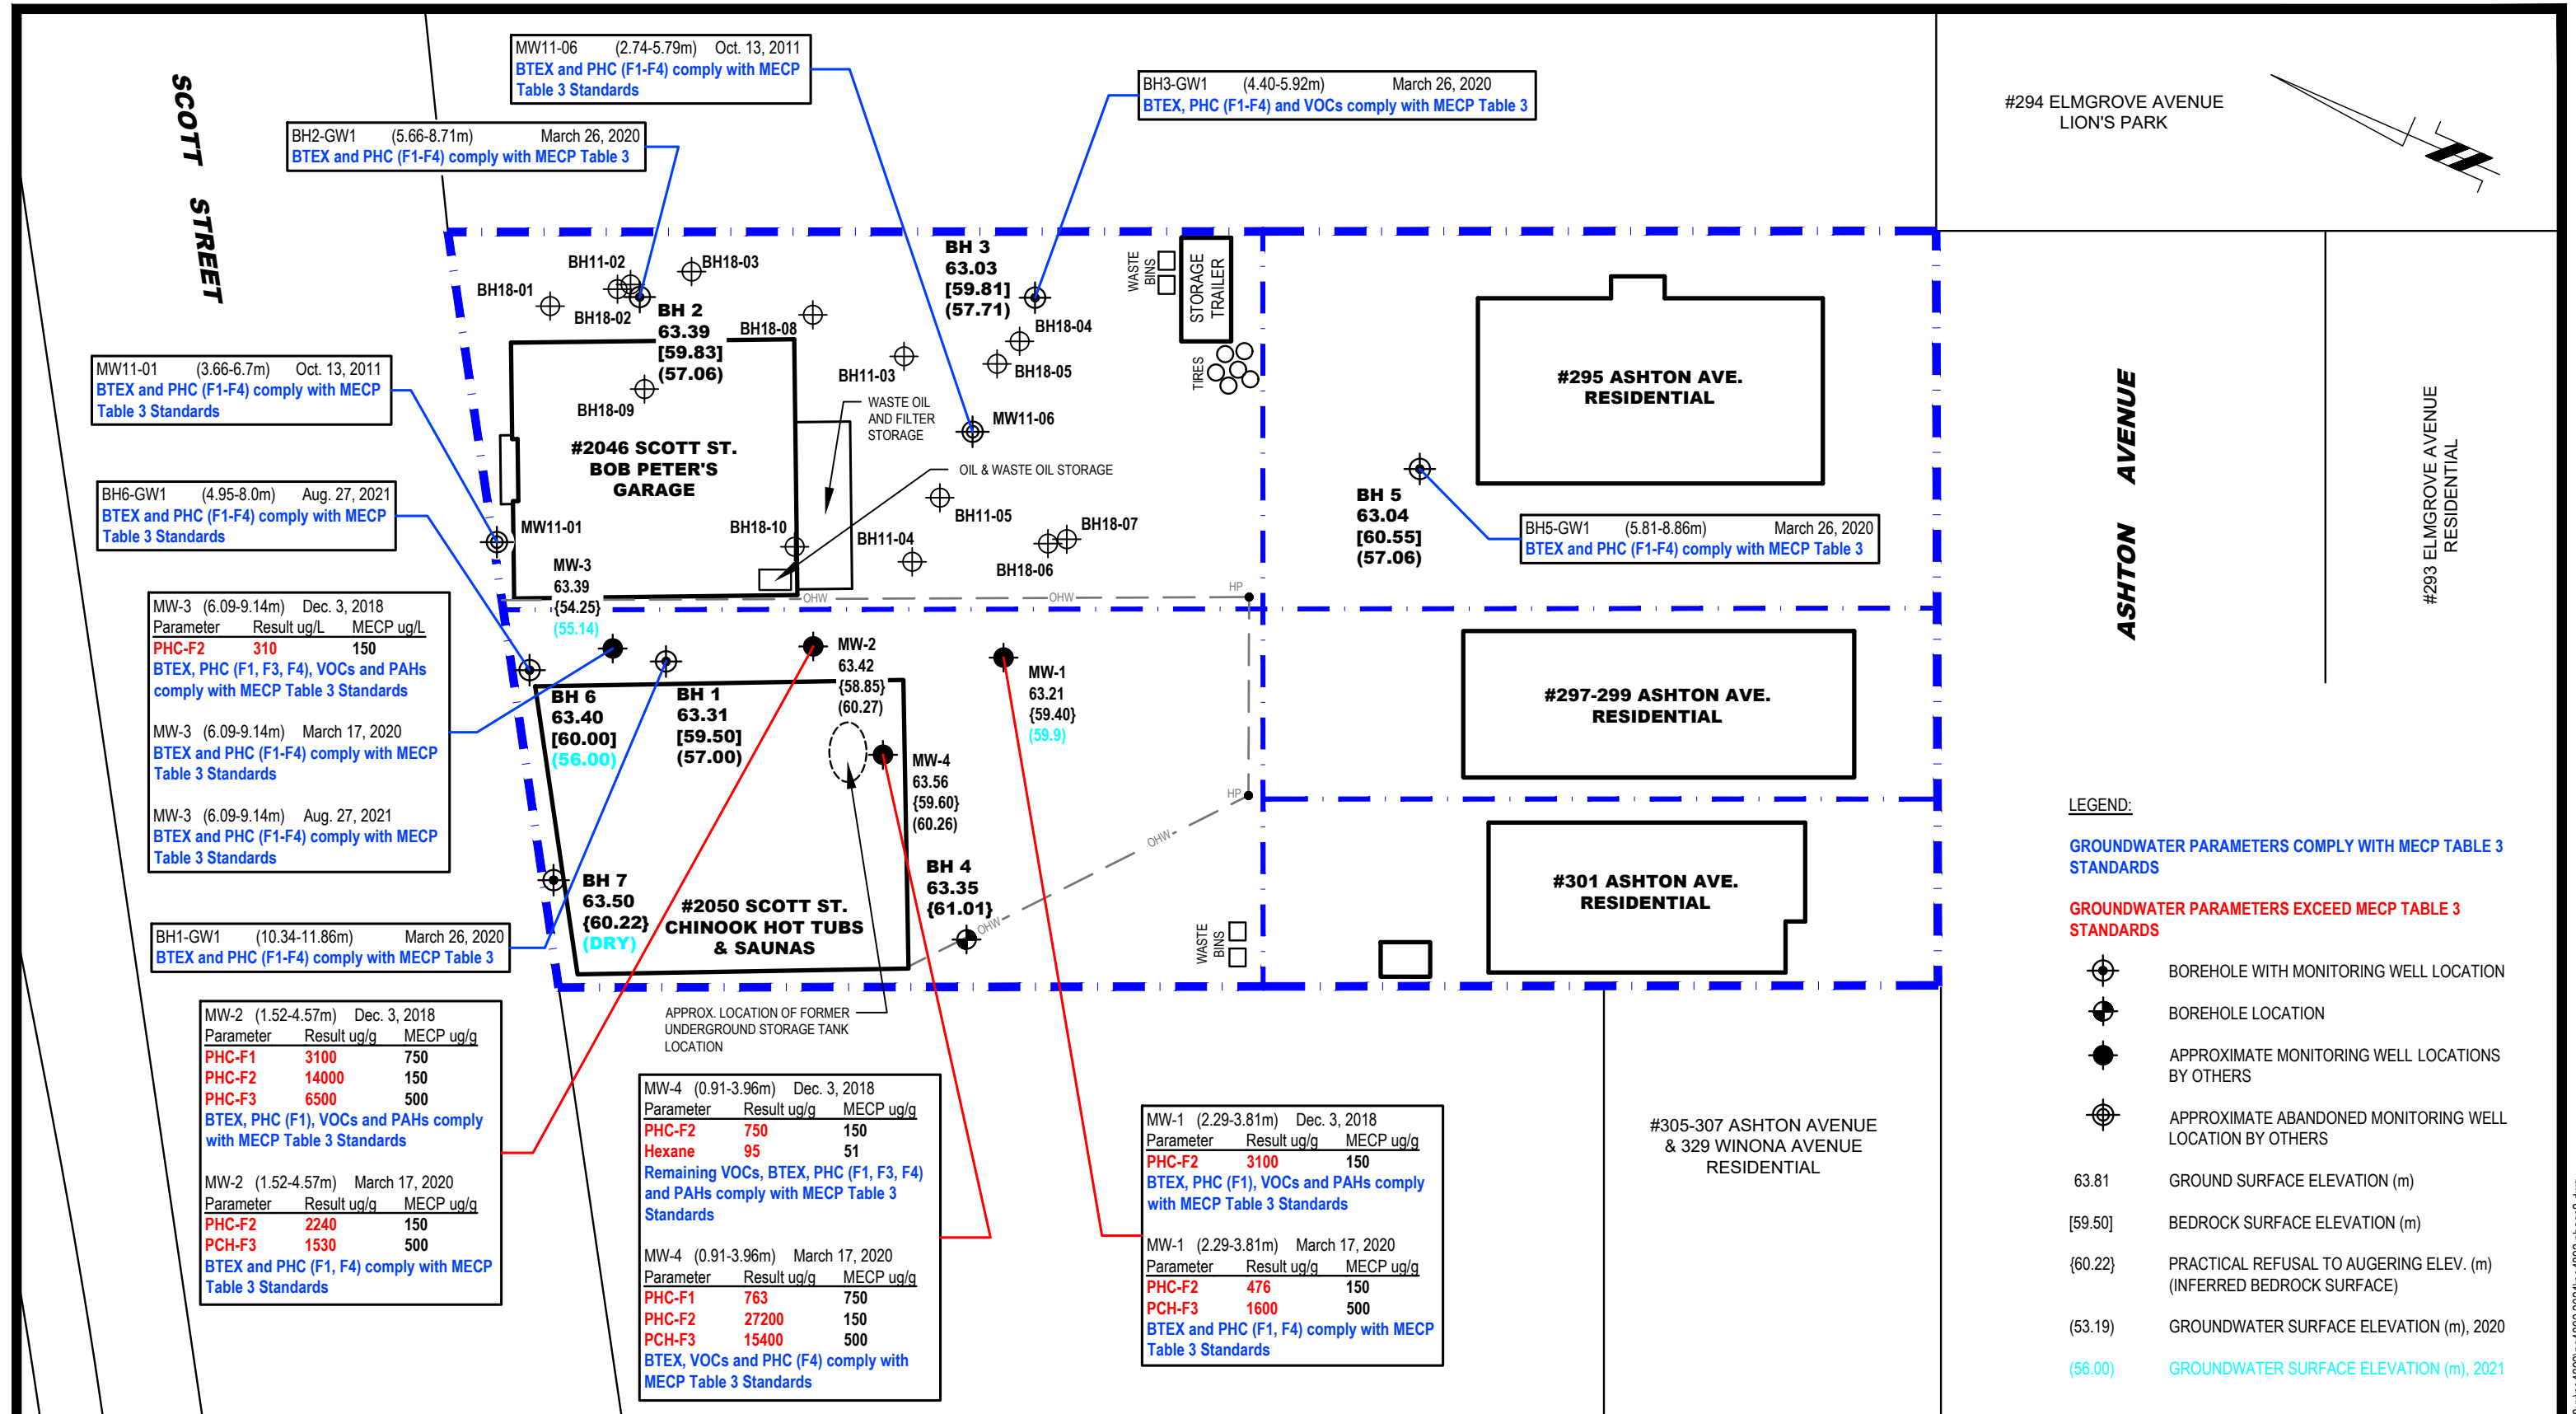 SCOTT STREET
MW11-06 (2.74-5.79m) Oct. 13, 2011
BTEX and PHC (F1-F4) comply with MECP
Table 3 Standards
BH3-GW1 (4.40-5.92m) March 26, 2020
BTEX, PHC (F1-F4) and VOCs comply with MECP Table 3
#294 ELMGROVE AVENUE
LION'S PARK
BH2-GW1 (5.66-8.71m) March 26, 2020
BTEX and PHC (F1-F4) comply with MECP Table 3
MW11-01 (3.66-6.7m) Oct. 13, 2011
BTEX and PHC (F1-F4) comply with MECP
Table 3 Standards
BH6-GW1 (4.95-8.0m) Aug. 27, 2021
BTEX and PHC (F1-F4) comply with MECP
Table 3 Standards
MW-3 (6.09-9.14m) Dec. 3, 2018
Parameter Result ug/L MECP ug/L
PHC-F2 310 150
BTEX, PHC (F1, F3, F4), VOCs and PAHs
comply with MECP Table 3 Standards
MW-3 (6.09-9.14m) March 17, 2020
BTEX and PHC (F1-F4) comply with MECP
Table 3 Standards
MW-3 (6.09-9.14m) Aug. 27, 2021
BTEX and PHC (F1-F4) comply with MECP
Table 3 Standards
BH1-GW1 (10.34-11.86m) March 26, 2020
BTEX and PHC (F1-F4) comply with MECP Table 3
MW-2 (1.52-4.57m) Dec. 3, 2018
Parameter Result ug/g MECP ug/g
PHC-F1 3100 750
PHC-F2 14000 150
PHC-F3 6500 500
BTEX, PHC (F1), VOCs and PAHs comply
with MECP Table 3 Standards
MW-2 (1.52-4.57m) March 17, 2020
Parameter Result ug/g MECP ug/g
PHC-F2 2240 150
PCH-F3 1530 500
BTEX and PHC (F1, F4) comply with MECP
Table 3 Standards
BH11-02
BH18-03
BH18-01
BH18-02
BH 2
63.39
[59.83]
(57.06)
BH18-08
BH18-09
BH11-03
BH 3
63.03
[59.81]
(57.71)
BH18-04
BH18-05
WASTE
BINS
STORAGE
TRAILER
TIRES
WASTE OIL
AND FILTER
STORAGE
MW11-06
OIL & WASTE OIL STORAGE
#2046 SCOTT ST.
BOB PETER'S
GARAGE
MW11-01
BH18-10
BH11-04
BH11-05
BH18-07
BH18-06
MW-3
63.39
{54.25}
(55.14)
OHW
OHW
HP
BH 6
63.40
[60.00]
(56.00)
BH 1
63.31
[59.50]
(57.00)
MW-2
63.42
{58.85}
(60.27)
MW-1
63.21
{59.40}
(59.9)
MW-4
63.56
{59.60}
(60.26)
HP
OHW
BH 7
63.50
{60.22}
(DRY)
#2050 SCOTT ST.
CHINOOK HOT TUBS
& SAUNAS
BH 4
63.35
{61.01}
OHW
WASTE
BINS
APPROX. LOCATION OF FORMER
UNDERGROUND STORAGE TANK
LOCATION
MW-4 (0.91-3.96m) Dec. 3, 2018
Parameter Result ug/g MECP ug/g
PHC-F2 750 150
Hexane 95 51
Remaining VOCs, BTEX, PHC (F1, F3, F4)
and PAHs comply with MECP Table 3
Standards
MW-4 (0.91-3.96m) March 17, 2020
Parameter Result ug/g MECP ug/g
PHC-F1 763 750
PHC-F2 27200 150
PCH-F3 15400 500
BTEX, VOCs and PHC (F4) comply with
MECP Table 3 Standards
MW-1 (2.29-3.81m) Dec. 3, 2018
Parameter Result ug/g MECP ug/g
PHC-F2 3100 150
BTEX, PHC (F1), VOCs and PAHs comply
with MECP Table 3 Standards
MW-1 (2.29-3.81m) March 17, 2020
Parameter Result ug/g MECP ug/g
PHC-F2 476 150
PCH-F3 1600 500
BTEX and PHC (F1, F4) comply with MECP
Table 3 Standards
#295 ASHTON AVE.
RESIDENTIAL
BH 5
63.04
[60.55]
(57.06)
BH5-GW1 (5.81-8.86m) March 26, 2020
BTEX and PHC (F1-F4) comply with MECP Table 3
#297-299 ASHTON AVE.
RESIDENTIAL
#301 ASHTON AVE.
RESIDENTIAL
#305-307 ASHTON AVENUE
& 329 WINONA AVENUE
RESIDENTIAL
ASHTON AVENUE
#293 ELMGROVE AVENUE
RESIDENTIAL
LEGEND:
GROUNDWATER PARAMETERS COMPLY WITH MECP TABLE 3
STANDARDS
GROUNDWATER PARAMETERS EXCEED MECP TABLE 3
STANDARDS
BOREHOLE WITH MONITORING WELL LOCATION
BOREHOLE LOCATION
APPROXIMATE MONITORING WELL LOCATIONS
BY OTHERS
APPROXIMATE ABANDONED MONITORING WELL
LOCATION BY OTHERS
63.81 GROUND SURFACE ELEVATION (m)
[59.50] BEDROCK SURFACE ELEVATION (m)
{60.22} PRACTICAL REFUSAL TO AUGERING ELEV. (m)
(INFERRED BEDROCK SURFACE)
(53.19) GROUNDWATER SURFACE ELEVATION (m), 2020
(56.00) GROUNDWATER SURFACE ELEVATION (m), 2021